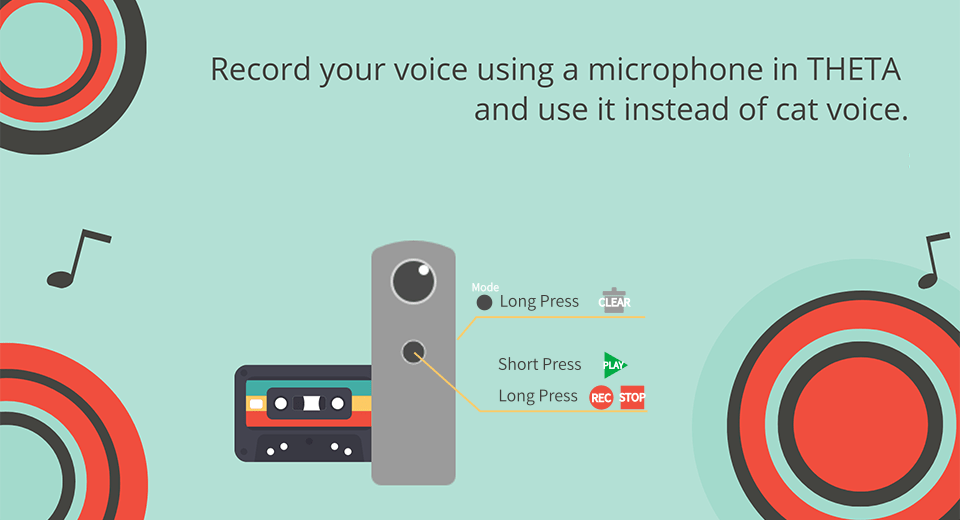 Record your voice using a microphone in THETA
and use it instead of cat voice.
Mode
Long Press CLEAR
Short Press PLAY
Long Press REC STOP